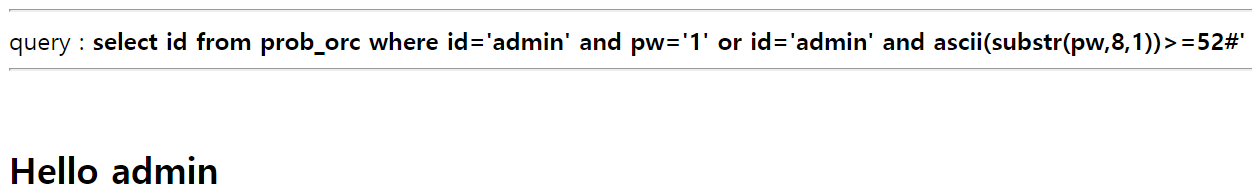 query : select id from prob_orc where id='admin' and pw='1' or id='admin' and ascii(substr(pw,8,1))>=52#'
Hello admin